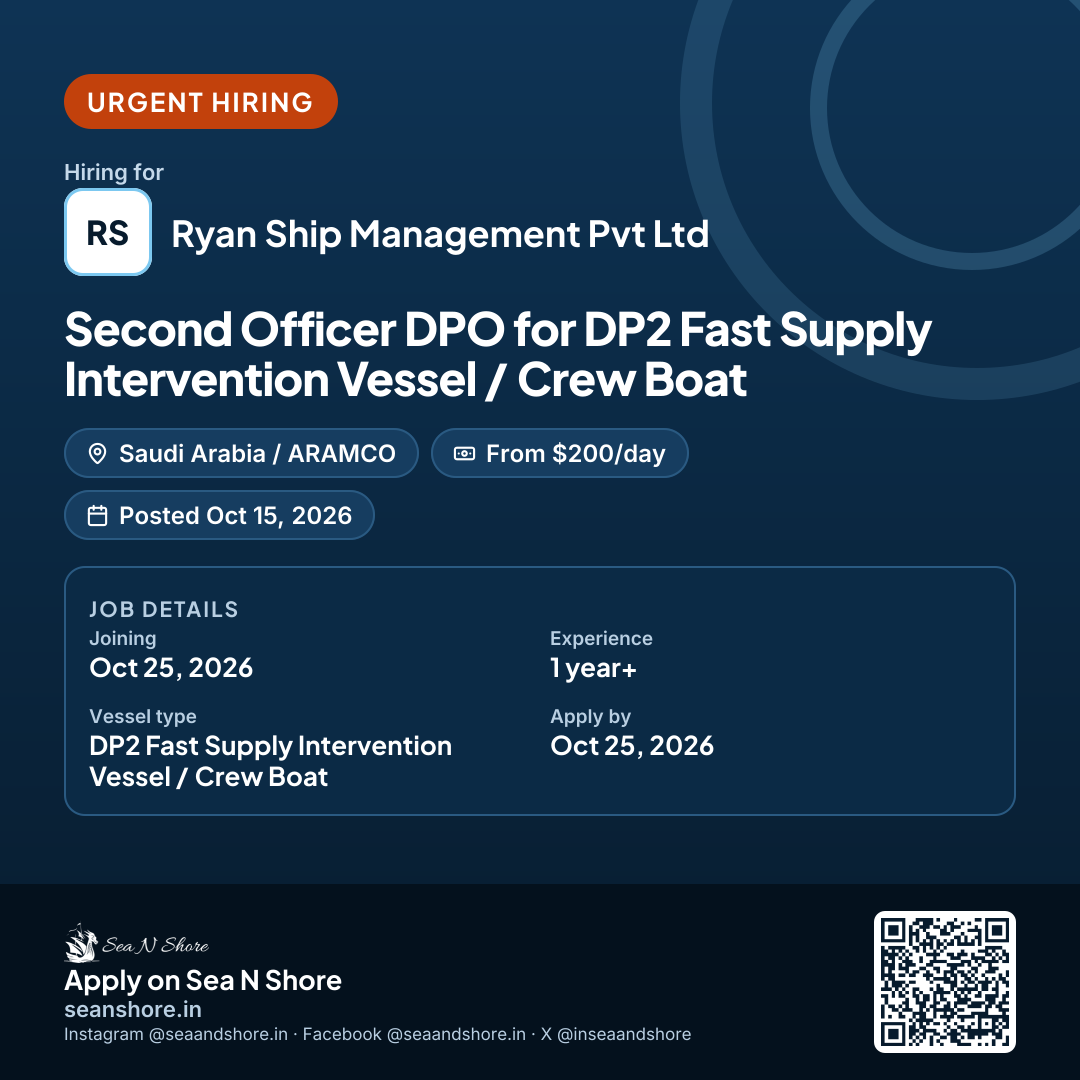 URGENT HIRING
Hiring for
RS
Ryan Ship Management Pvt Ltd
Second Officer DPO for DP2 Fast Supply
Intervention Vessel / Crew Boat
Saudi Arabia / ARAMCO
From $200/day
Posted Oct 15, 2026
JOB DETAILS
Joining
Oct 25, 2026
Experience
1 year+
Vessel type
DP2 Fast Supply Intervention
Vessel / Crew Boat
Apply by
Oct 25, 2026
Sea N Shore
Apply on Sea N Shore
seanshore.in
Instagram @seaandshore.in · Facebook @seaandshore.in · X @inseaandshore